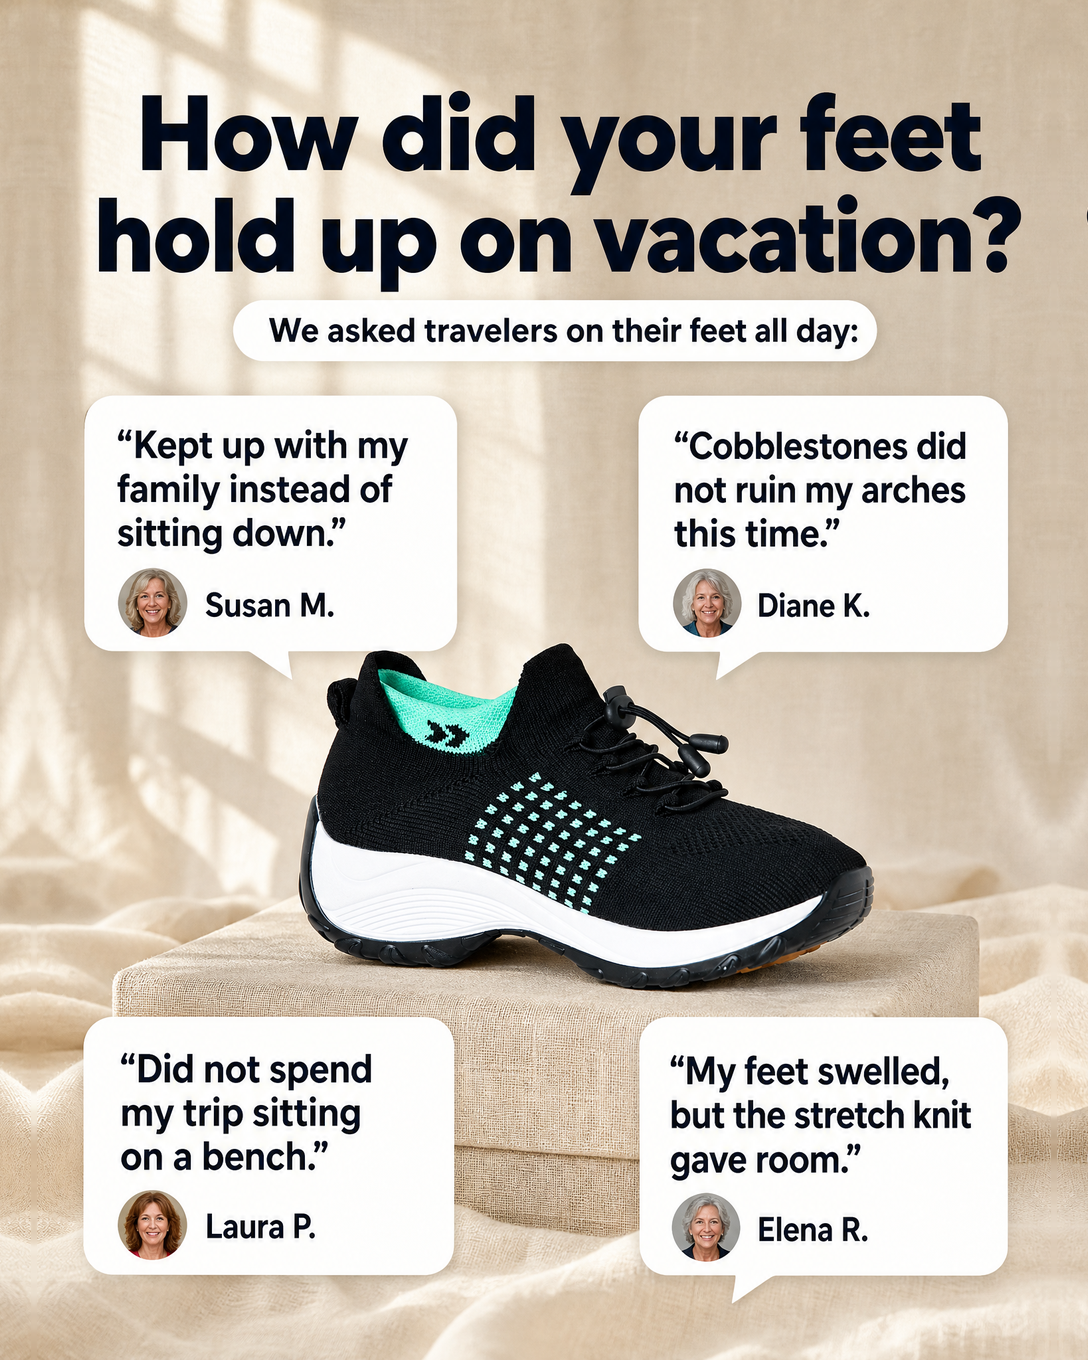 How did your feet
hold up on vacation?
We asked travelers on their feet all day:
“Kept up with my
family instead of
sitting down.”
Susan M.
“Cobblestones did
not ruin my arches
this time.”
Diane K.
“Did not spend
my trip sitting
on a bench.”
Laura P.
“My feet swelled,
but the stretch knit
gave room.”
Elena R.